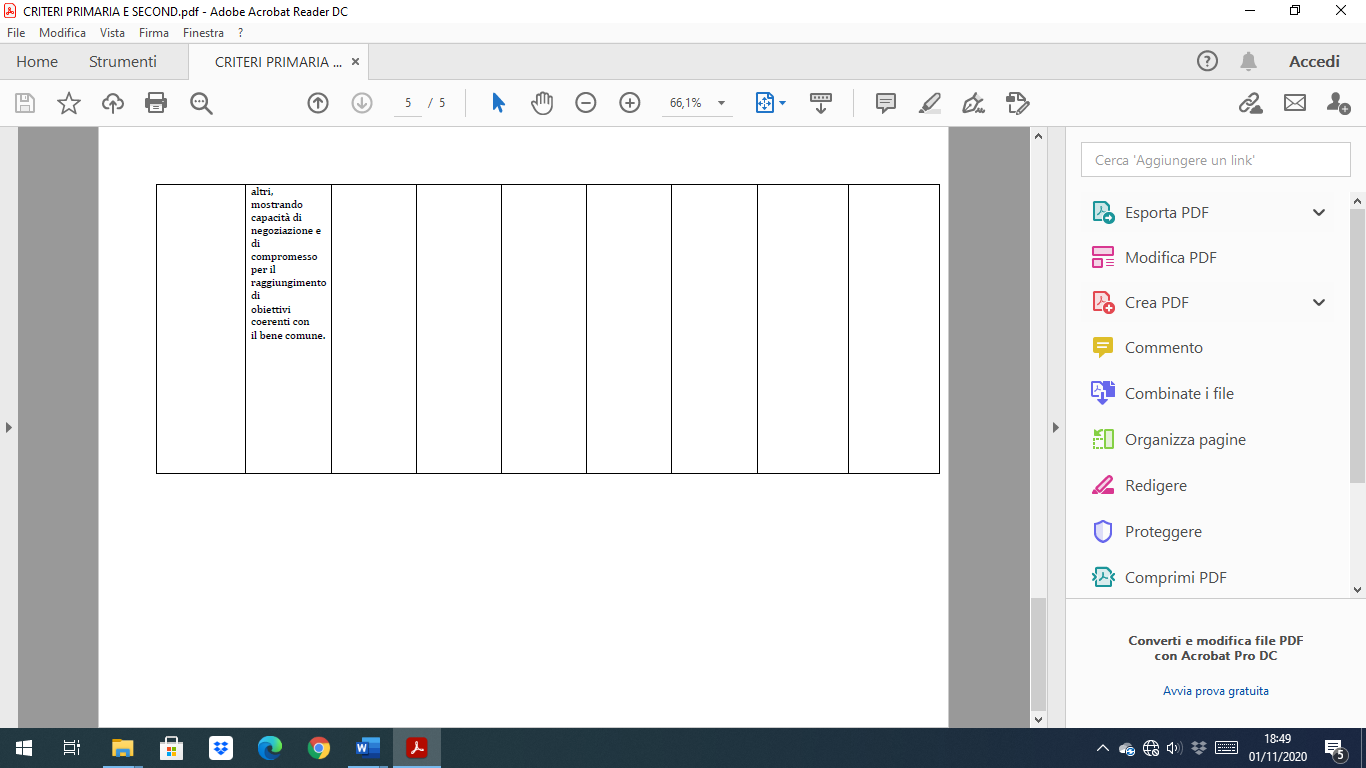 CRITERI PRIMARIA E SECOND.pdf - Adobe Acrobat Reader DC
File Modifica Vista Firma Finestra ?
Home Strumenti CRITERI PRIMARIA ... × Accedi
5 / 5 66,1%
altri,
mostrando
capacità di
negoziazione e
di
compromesso
per il
raggiungimento
di
obiettivi
coerenti con
il bene comune.
Cerca 'Aggiungere un link'
Esporta PDF
Modifica PDF
Crea PDF
Commento
Combinate i file
Organizza pagine
Redigere
Proteggere
Comprimi PDF
Converti e modifica file PDF
con Acrobat Pro DC
Avvia prova gratuita
18:49
01/11/2020
5